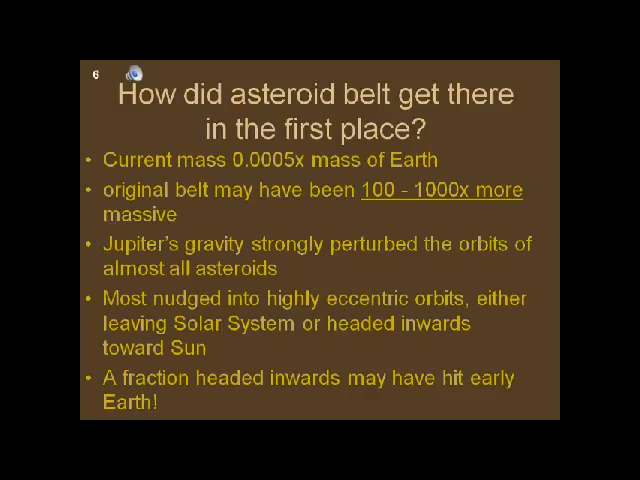 6
How did asteroid belt get there
in the first place?
• Current mass 0.0005x mass of Earth
• original belt may have been 100 - 1000x more
massive
• Jupiter's gravity strongly perturbed the orbits of
almost all asteroids
• Most nudged into highly eccentric orbits, either
leaving Solar System or headed inwards
toward Sun
• A fraction headed inwards may have hit early
Earth!